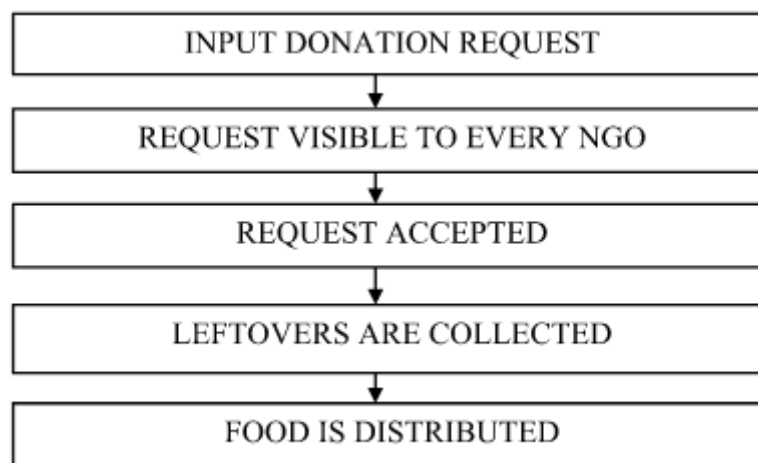 INPUT DONATION REQUEST
REQUEST VISIBLE TO EVERY NGO
REQUEST ACCEPTED
LEFTOVERS ARE COLLECTED
FOOD IS DISTRIBUTED